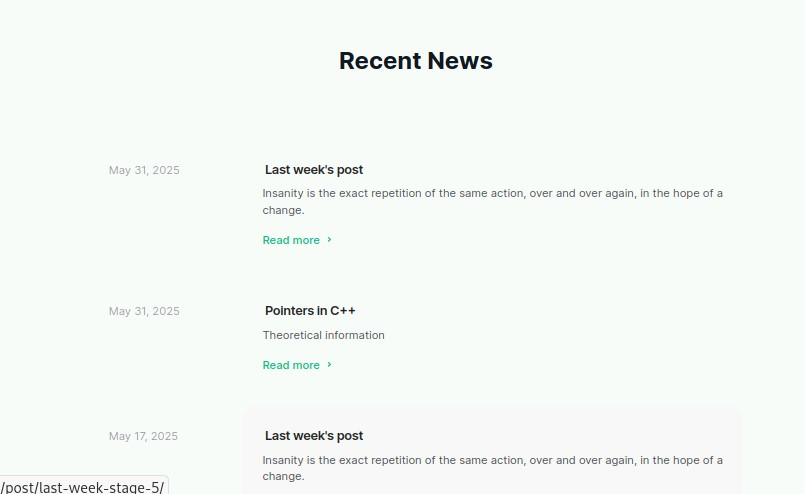 Recent News
May 31, 2025
Last week's post
Insanity is the exact repetition of the same action, over and over again, in the hope of a
change.
Read more ›
May 31, 2025
Pointers in C++
Theoretical information
Read more ›
May 17, 2025
Last week's post
Insanity is the exact repetition of the same action, over and over again, in the hope of a
change.
/post/last-week-stage-5/